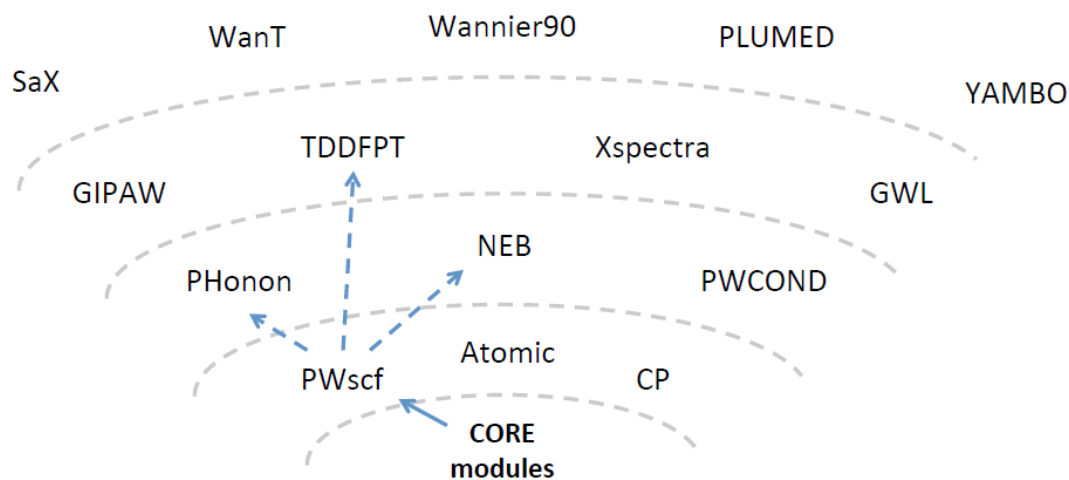 Wannier90
WanT
PLUMED
SaX
YAMBO
TDDFPT
Xspectra
GIPAW
GWL
NEB
PHonon
PWCOND
Atomic
PWscf
CP
CORE
modules